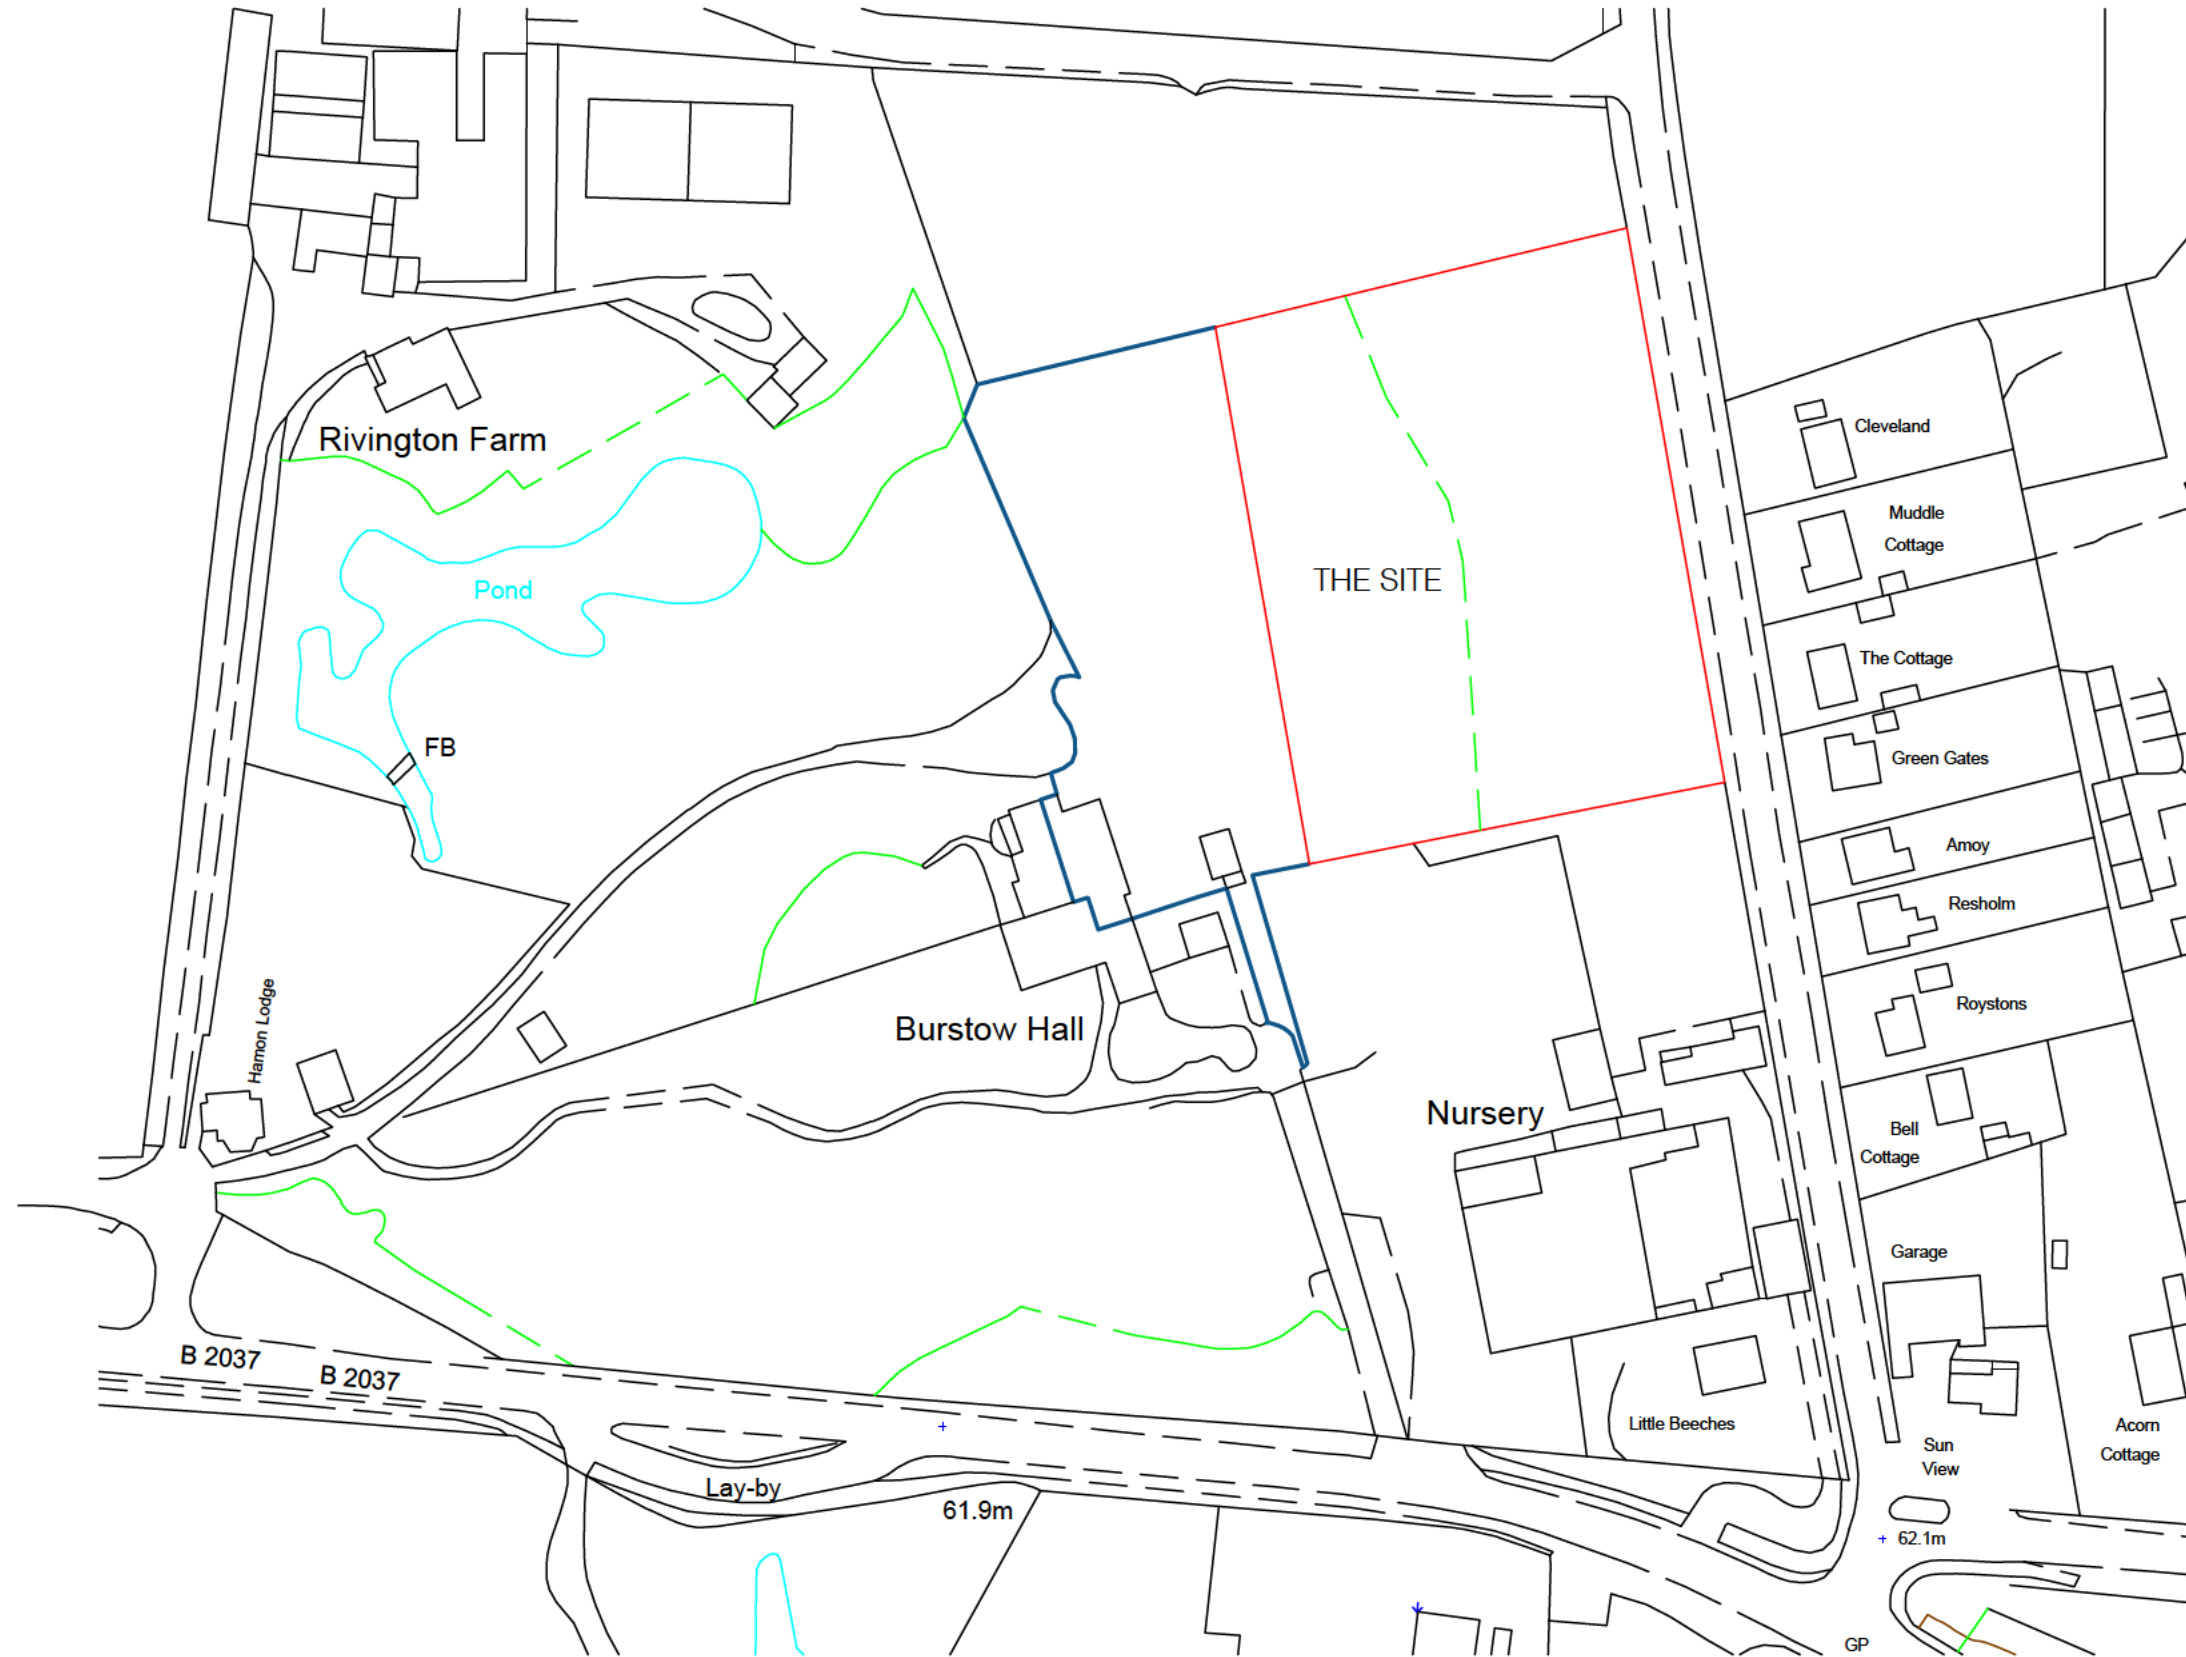 Cleveland
Rivington Farm
Muddle
Cottage
THE SITE
Pond
The Cottage
FB
Green Gates
Amoy
Resholm
Hamon Lodge
Roystons
Burstow Hall
Nursery
Bell
Cottage
Garage
B 2037
B 2037
Little Beeches
Acorn
Cottage
Sun
View
Lay-by
61.9m
62.1m
GP